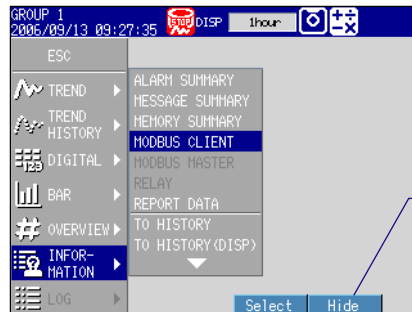 GROUP 1
2006/09/13 09:27:35 STOP DISP 1hour
ESC
TREND
TREND
HISTORY
DIGITAL
BAR
OVERVIEW
INFOR-
MATION
LOG
ALARM SUMMARY
MESSAGE SUMMARY
MEMORY SUMMARY
MODBUS CLIENT
MODBUS MASTER
RELAY
REPORT DATA
TO HISTORY
TO HISTORY(DISP)
Select Hide